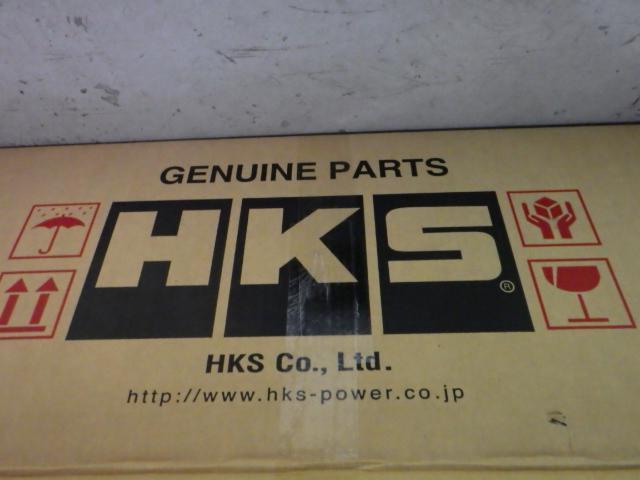 GENUINE PARTS
HKS®
HKS Co., Ltd.
http://www.hks-power.co.jp